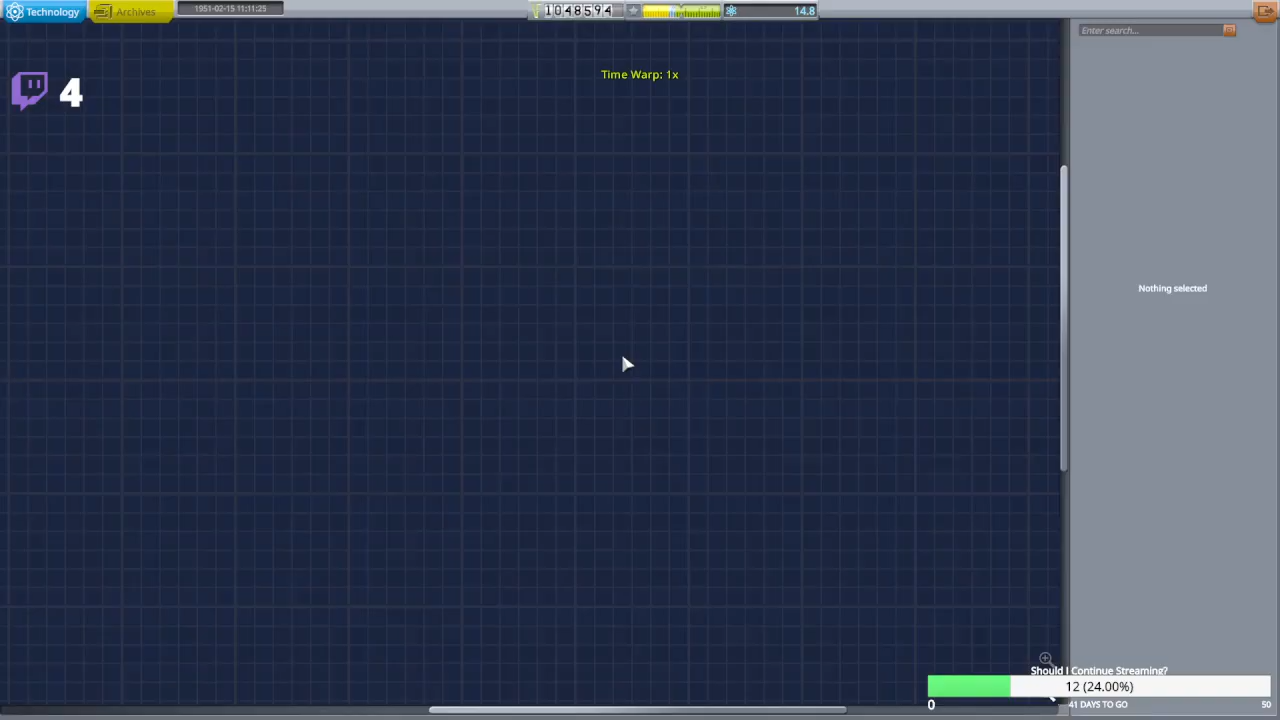 Technology
Archives
1951-02-15 11:11:25
1048594
14.8
Enter search...
Time Warp: 1x
4
Nothing selected
Should I Continue Streaming?
12 (24.00%)
0
41 DAYS TO GO
50